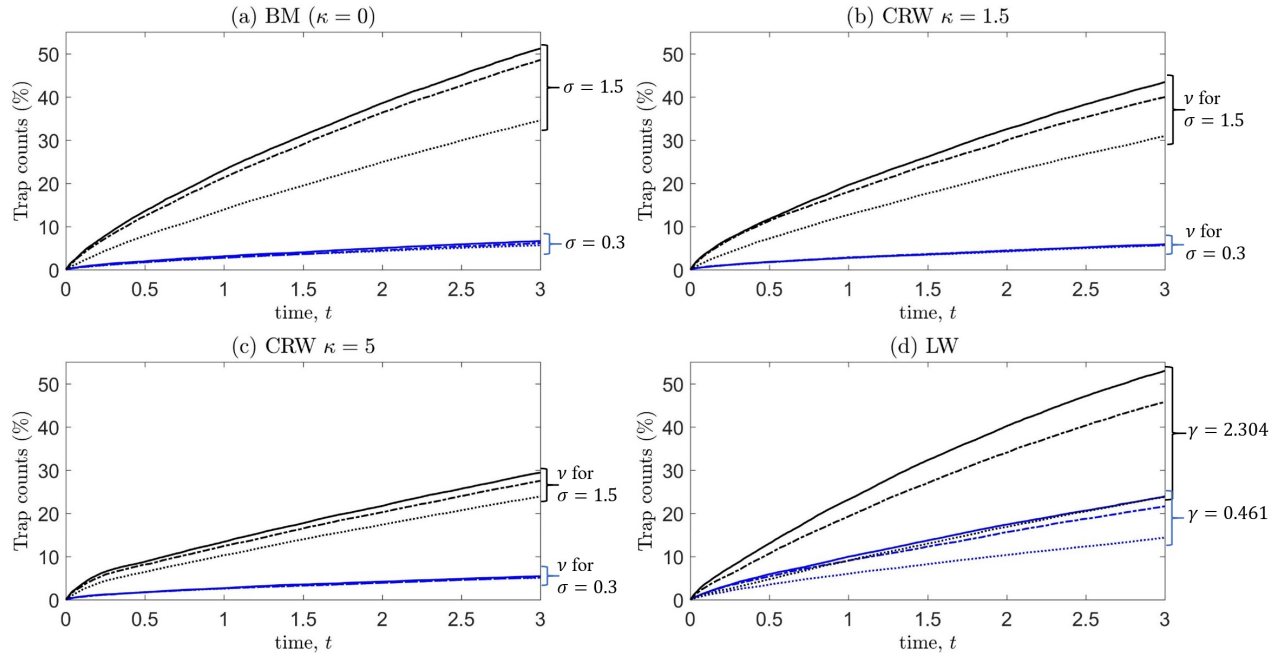 (a) BM (κ = 0)
Trap counts (%)
50
40
30
20
10
0
0 0.5 1 1.5 2 2.5 3
time, t
σ = 1.5
σ = 0.3
(b) CRW κ = 1.5
Trap counts (%)
50
40
30
20
10
0
0 0.5 1 1.5 2 2.5 3
time, t
ν for
σ = 1.5
ν for
σ = 0.3
(c) CRW κ = 5
Trap counts (%)
50
40
30
20
10
0
0 0.5 1 1.5 2 2.5 3
time, t
ν for
σ = 1.5
ν for
σ = 0.3
(d) LW
Trap counts (%)
50
40
30
20
10
0
0 0.5 1 1.5 2 2.5 3
time, t
γ = 2.304
γ = 0.461